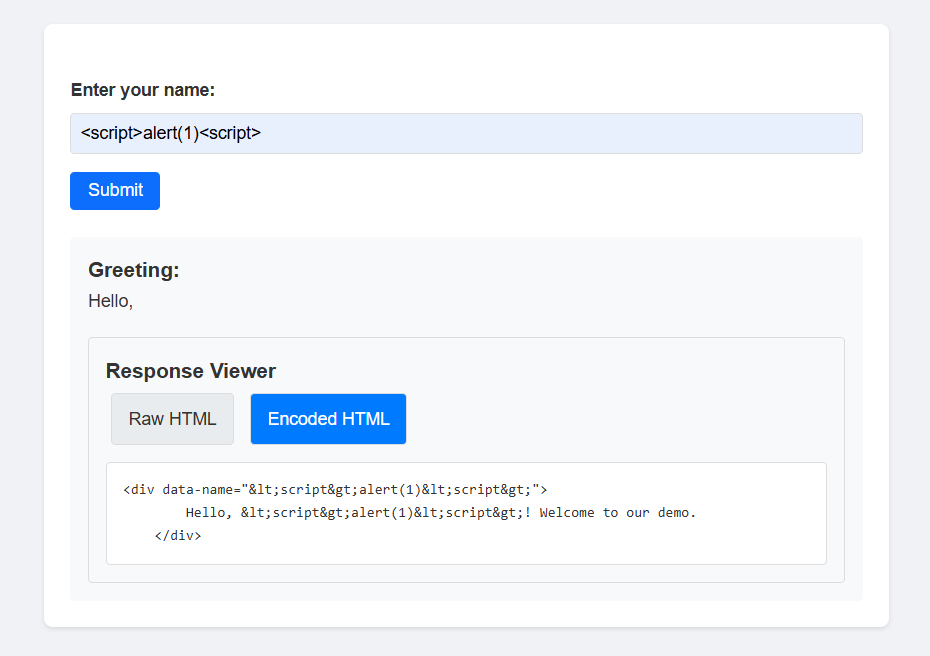 Enter your name:
<script>alert(1)<script>
Submit
Greeting:
Hello,
Response Viewer
Raw HTML Encoded HTML
<div data-name="&lt;script&gt;alert(1)&lt;script&gt;">
Hello, &lt;script&gt;alert(1)&lt;script&gt;! Welcome to our demo.
</div>